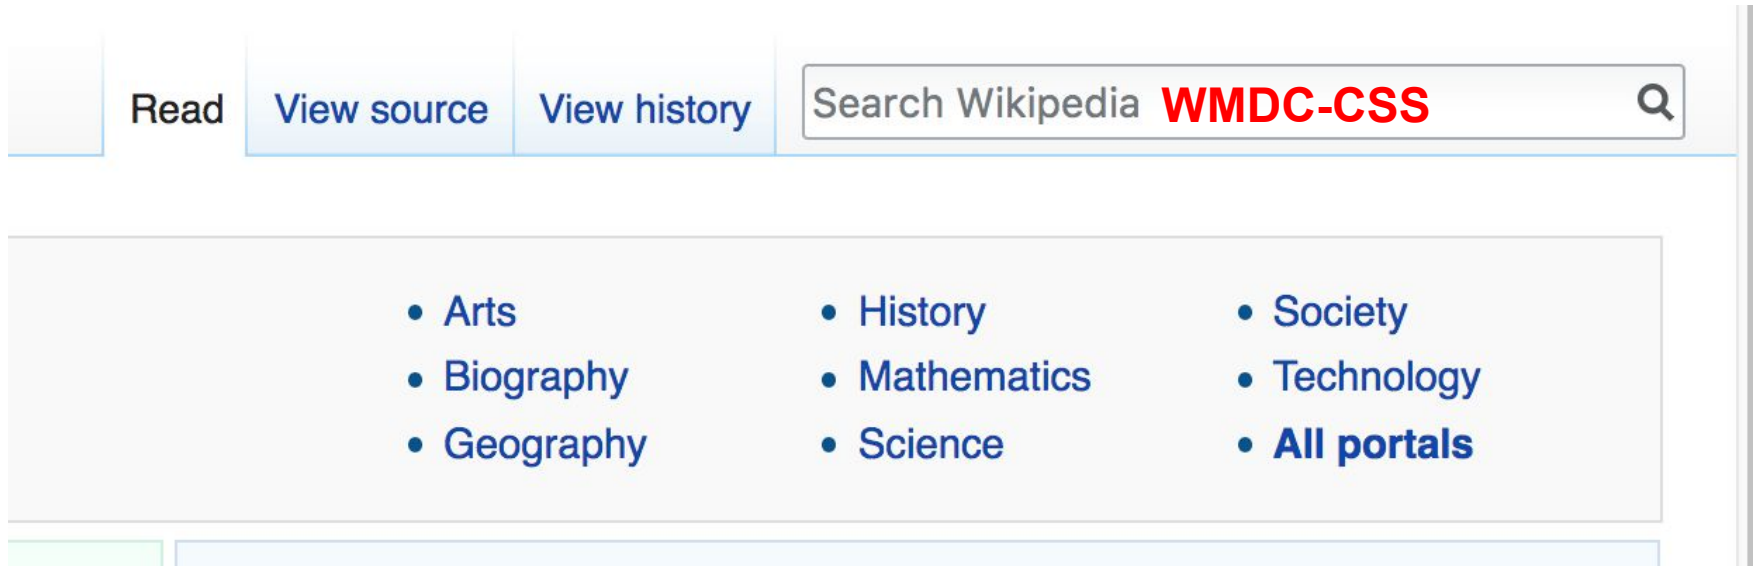 Read View source View history Search Wikipedia WMDC-CSS
• Arts • History • Society
• Biography • Mathematics • Technology
• Geography • Science • All portals